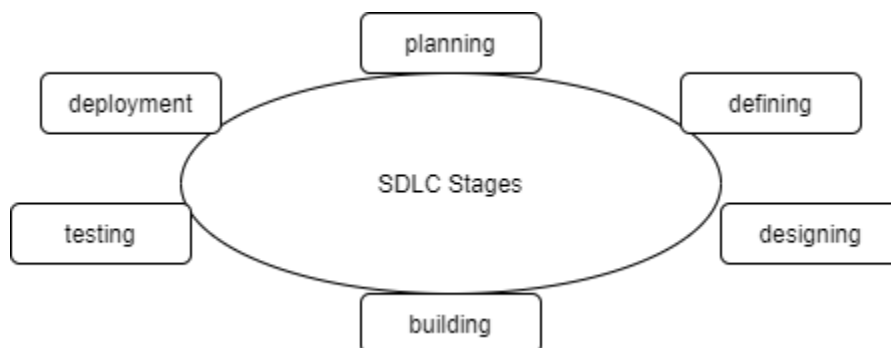 planning
deployment
defining
SDLC Stages
testing
designing
building